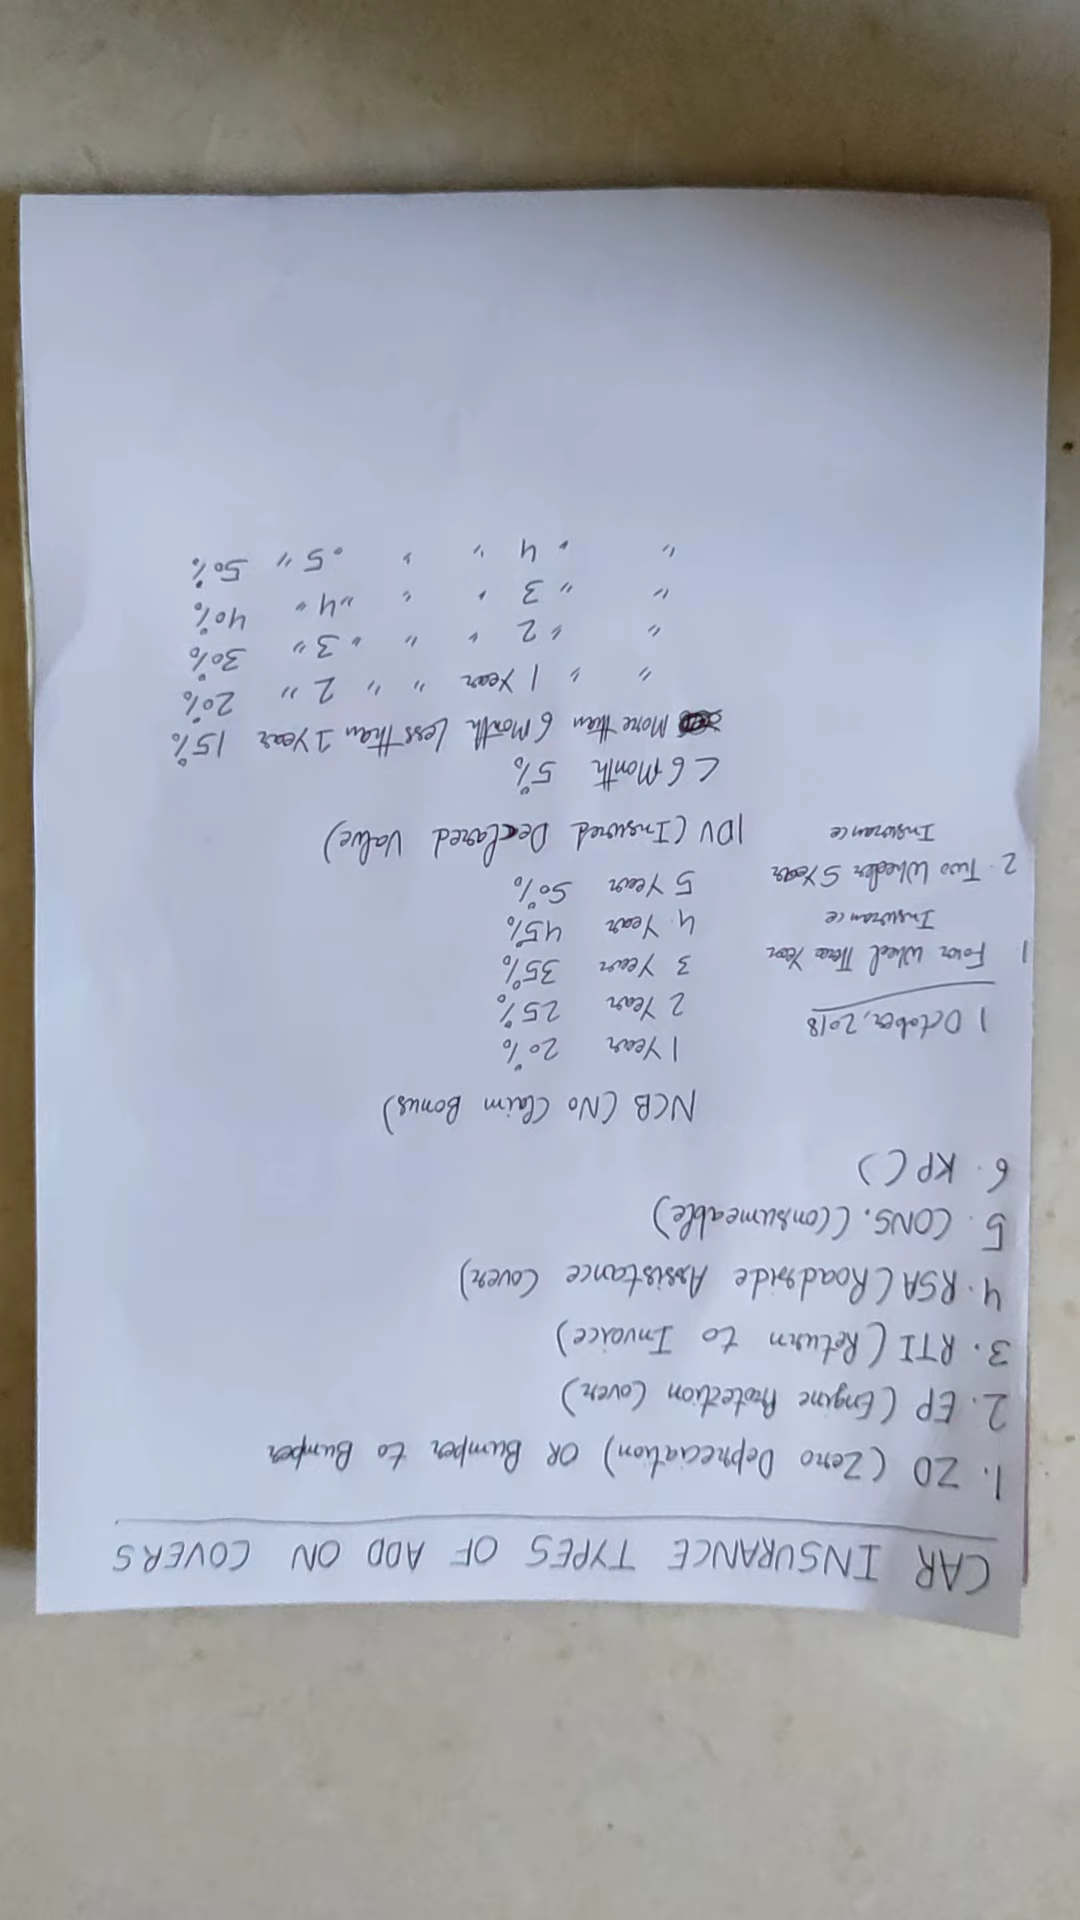 CAR INSURANCE TYPES OF ADD ON COVERS
1. ZD (Zero Depreciation) OR Bumper to Bumper
2. EP (Engine Protection Cover)
3. RTI (Return to Invoice)
4. RSA (Roadside Assistance Cover)
5. CONS. (Consumeable)
6. KP ( )
NCB (No Claim Bonus)
1 Year 20%
2 Year 25%
3 Year 35%
4 Year 45%
5 Year 50%
1 October, 2018
1 Four Wheel Year
Insurance
2. Two Wheeler 5 Year
Insurance
IDV (Insured Declared Value)
< 6 Month 5%
More than 6 Month Less than 1 Year 15%
" " 1 Year " " 2 " 20%
" " 2 " " " 3 " 30%
" " 3 " " " 4 " 40%
" " 4 " " " 5 " 50%